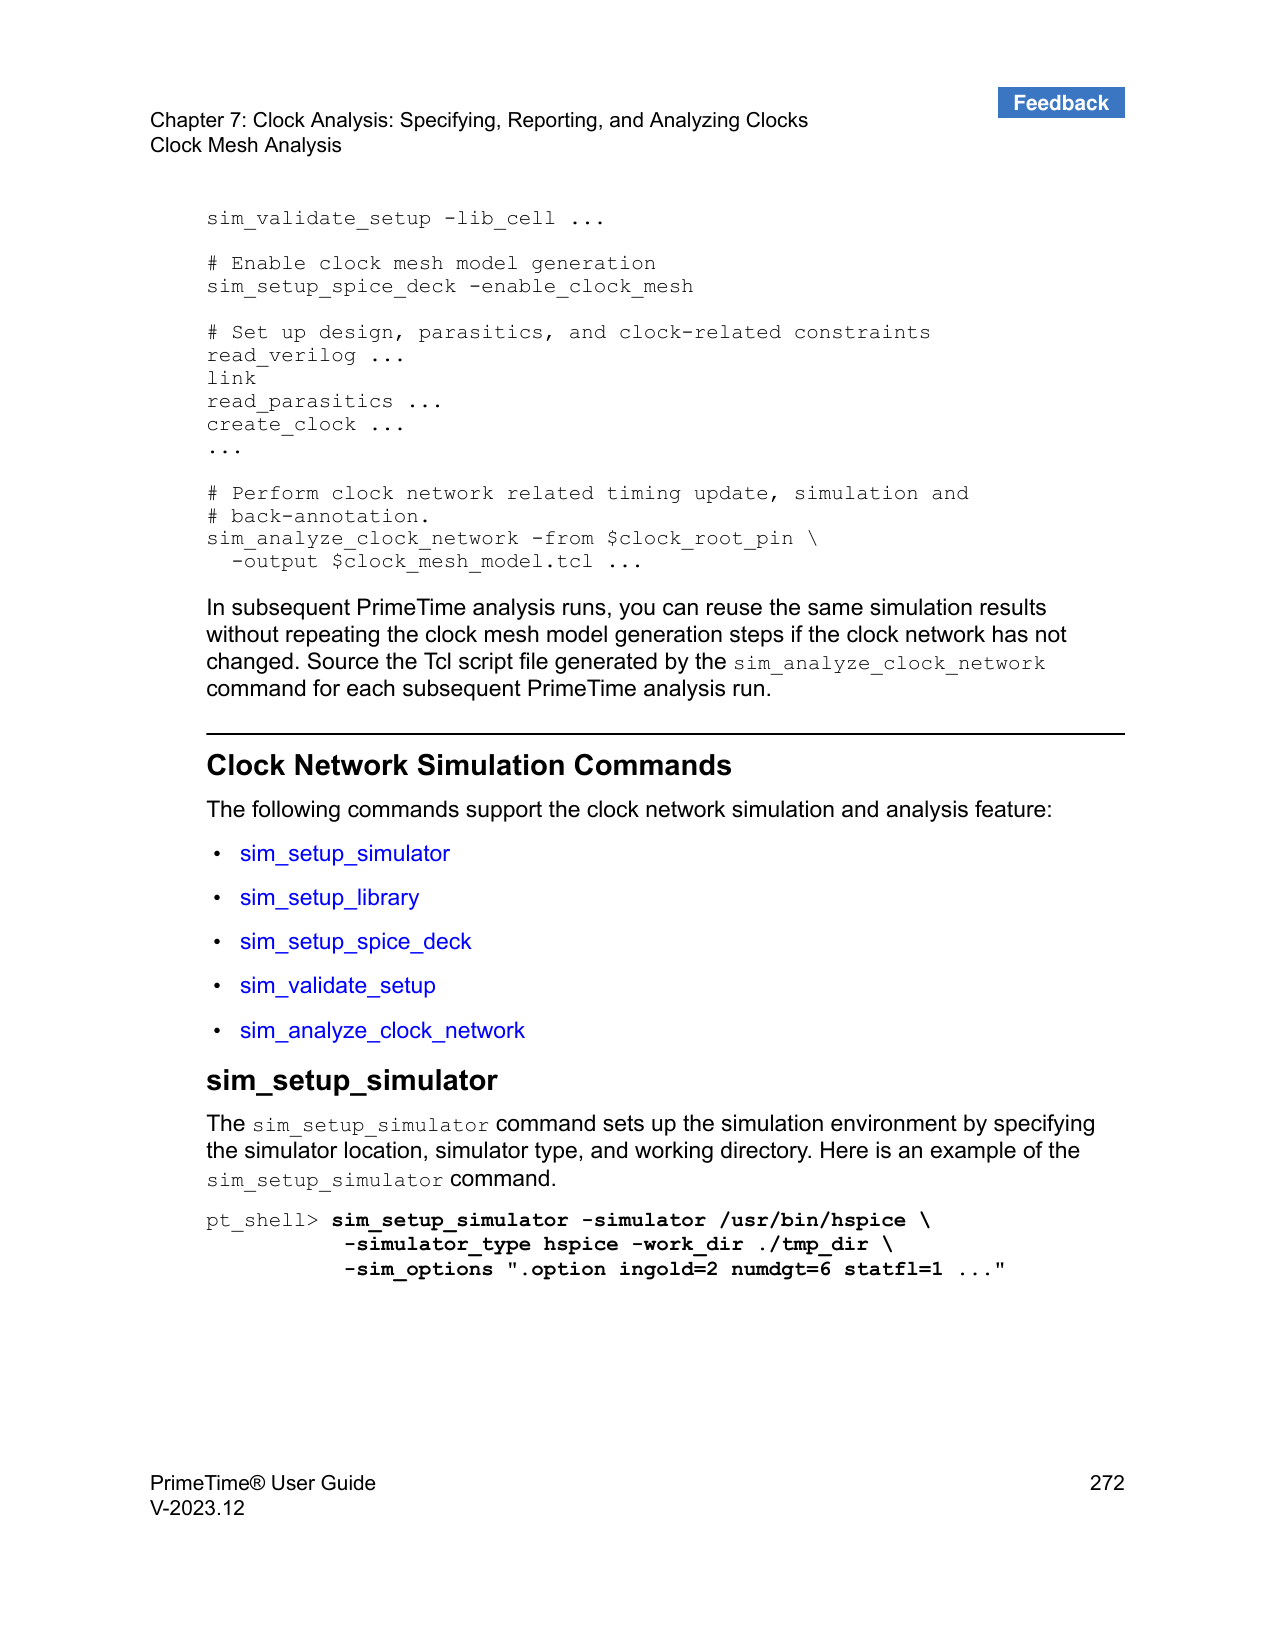 Feedback
Chapter 7: Clock Analysis: Specifying, Reporting, and Analyzing Clocks
Clock Mesh Analysis
sim_validate_setup -lib_cell ...
# Enable clock mesh model generation
sim_setup_spice_deck -enable_clock_mesh
# Set up design, parasitics, and clock-related constraints
read_verilog ...
link
read_parasitics ...
create_clock ...
...
# Perform clock network related timing update, simulation and
# back-annotation.
sim_analyze_clock_network -from $clock_root_pin \
  -output $clock_mesh_model.tcl ...
In subsequent PrimeTime analysis runs, you can reuse the same simulation results
without repeating the clock mesh model generation steps if the clock network has not
changed. Source the Tcl script file generated by the sim_analyze_clock_network
command for each subsequent PrimeTime analysis run.
Clock Network Simulation Commands
The following commands support the clock network simulation and analysis feature:
• sim_setup_simulator
• sim_setup_library
• sim_setup_spice_deck
• sim_validate_setup
• sim_analyze_clock_network
sim_setup_simulator
The sim_setup_simulator command sets up the simulation environment by specifying
the simulator location, simulator type, and working directory. Here is an example of the
sim_setup_simulator command.
pt_shell> sim_setup_simulator -simulator /usr/bin/hspice \
           -simulator_type hspice -work_dir ./tmp_dir \
           -sim_options ".option ingold=2 numdgt=6 statfl=1 ..."
PrimeTime® User Guide 272
V-2023.12